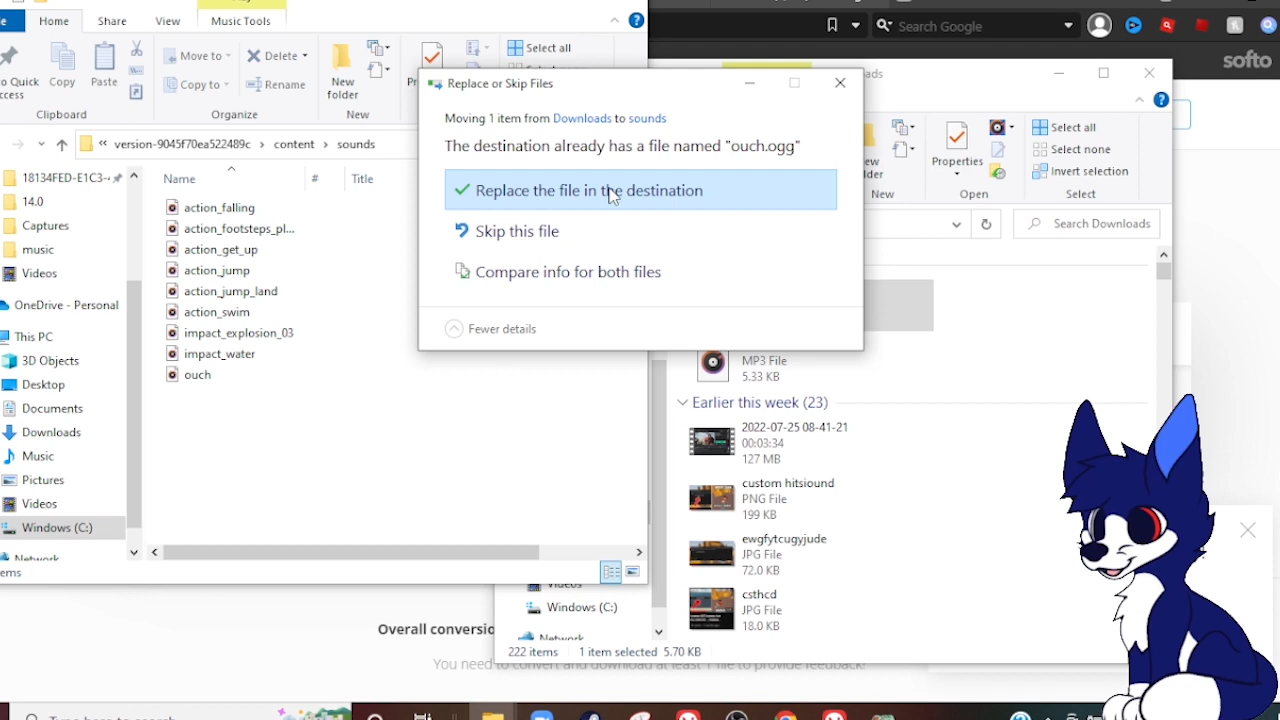 Home
Share
View
Music Tools
Search Google
softo
Move to
Delete
Copy
Paste
Copy to
Rename
New
folder
Select all
Clipboard
Organize
New
Replace or Skip Files
Moving 1 item from Downloads to sounds
The destination already has a file named "ouch.ogg"
Replace the file in the destination
Skip this file
Compare info for both files
Fewer details
version-9045f70ea522489c > content > sounds
Name
#
Title
18134FED-E1C3-
14.0
Captures
music
Videos
OneDrive - Personal
This PC
3D Objects
Desktop
Documents
Downloads
Music
Pictures
Videos
Windows (C:)
Network
action_falling
action_footsteps_pl...
action_get_up
action_jump
action_jump_land
action_swim
impact_explosion_03
impact_water
ouch
Properties
Select all
Select none
Invert selection
New
Open
Select
Search Downloads
MP3 File
5.33 KB
Earlier this week (23)
2022-07-25 08-41-21
00:03:34
127 MB
custom hitsiound
PNG File
199 KB
ewgfytcugyjude
JPG File
72.0 KB
csthcd
JPG File
18.0 KB
Videos
Windows (C:)
Network
222 items
1 item selected 5.70 KB
Overall conversio
You need to convert and download at least 1 file to provide feedback!
Type here to search